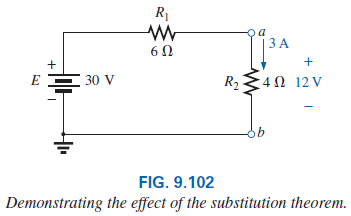 R1
6 Ω
a
3 A
+
E
30 V
–
R2
4 Ω
+
12 V
–
b
FIG. 9.102
Demonstrating the effect of the substitution theorem.